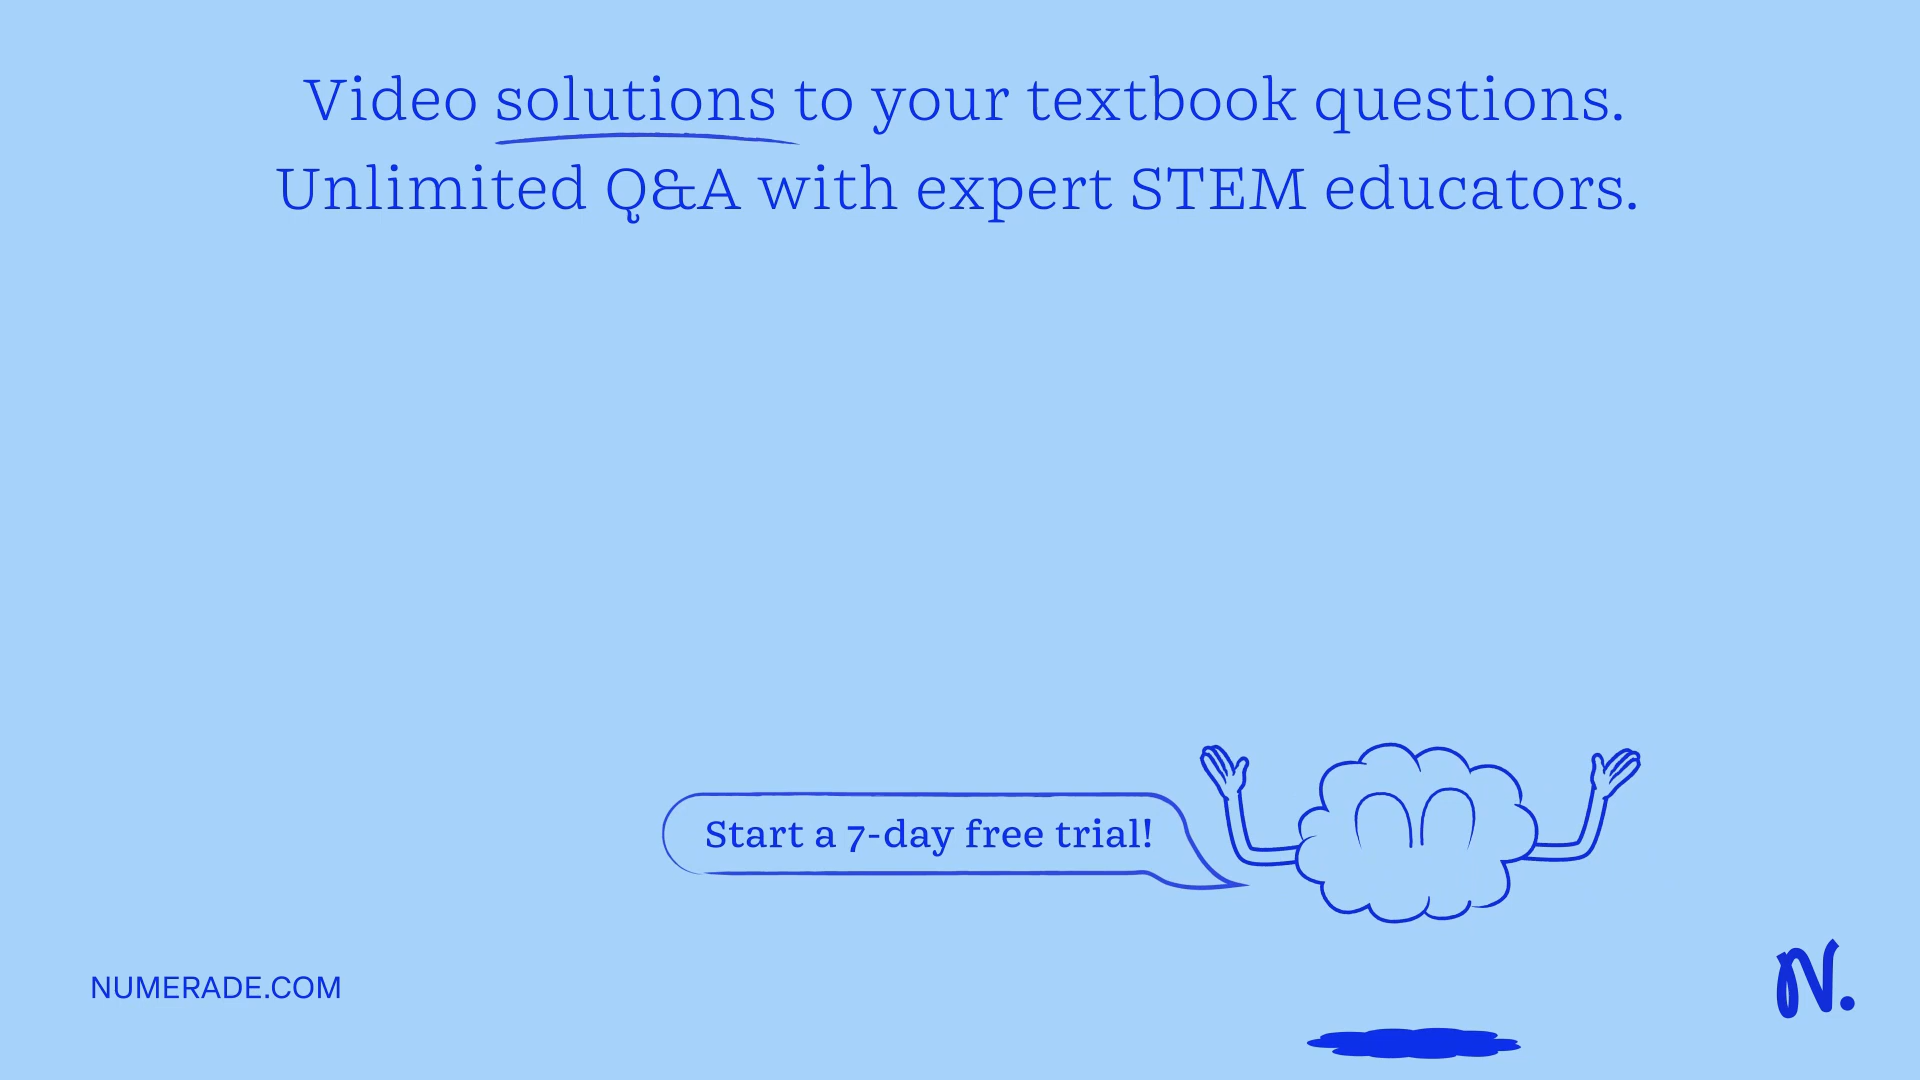 Video solutions to your textbook questions.
Unlimited Q&A with expert STEM educators.
Start a 7-day free trial!
NUMERADE.COM
N.